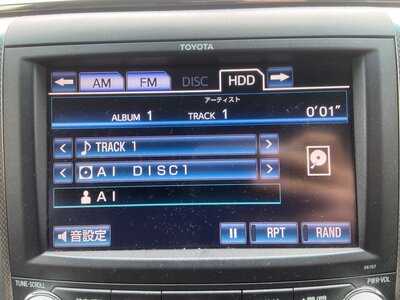 TOYOTA
AM FM DISC HDD
アーティスト
ALBUM 1 TRACK 1 0'01"
TRACK 1
AI DISC1
AI
音設定 RPT RAND
56107
TUNE·SCROLL PWR·VOL